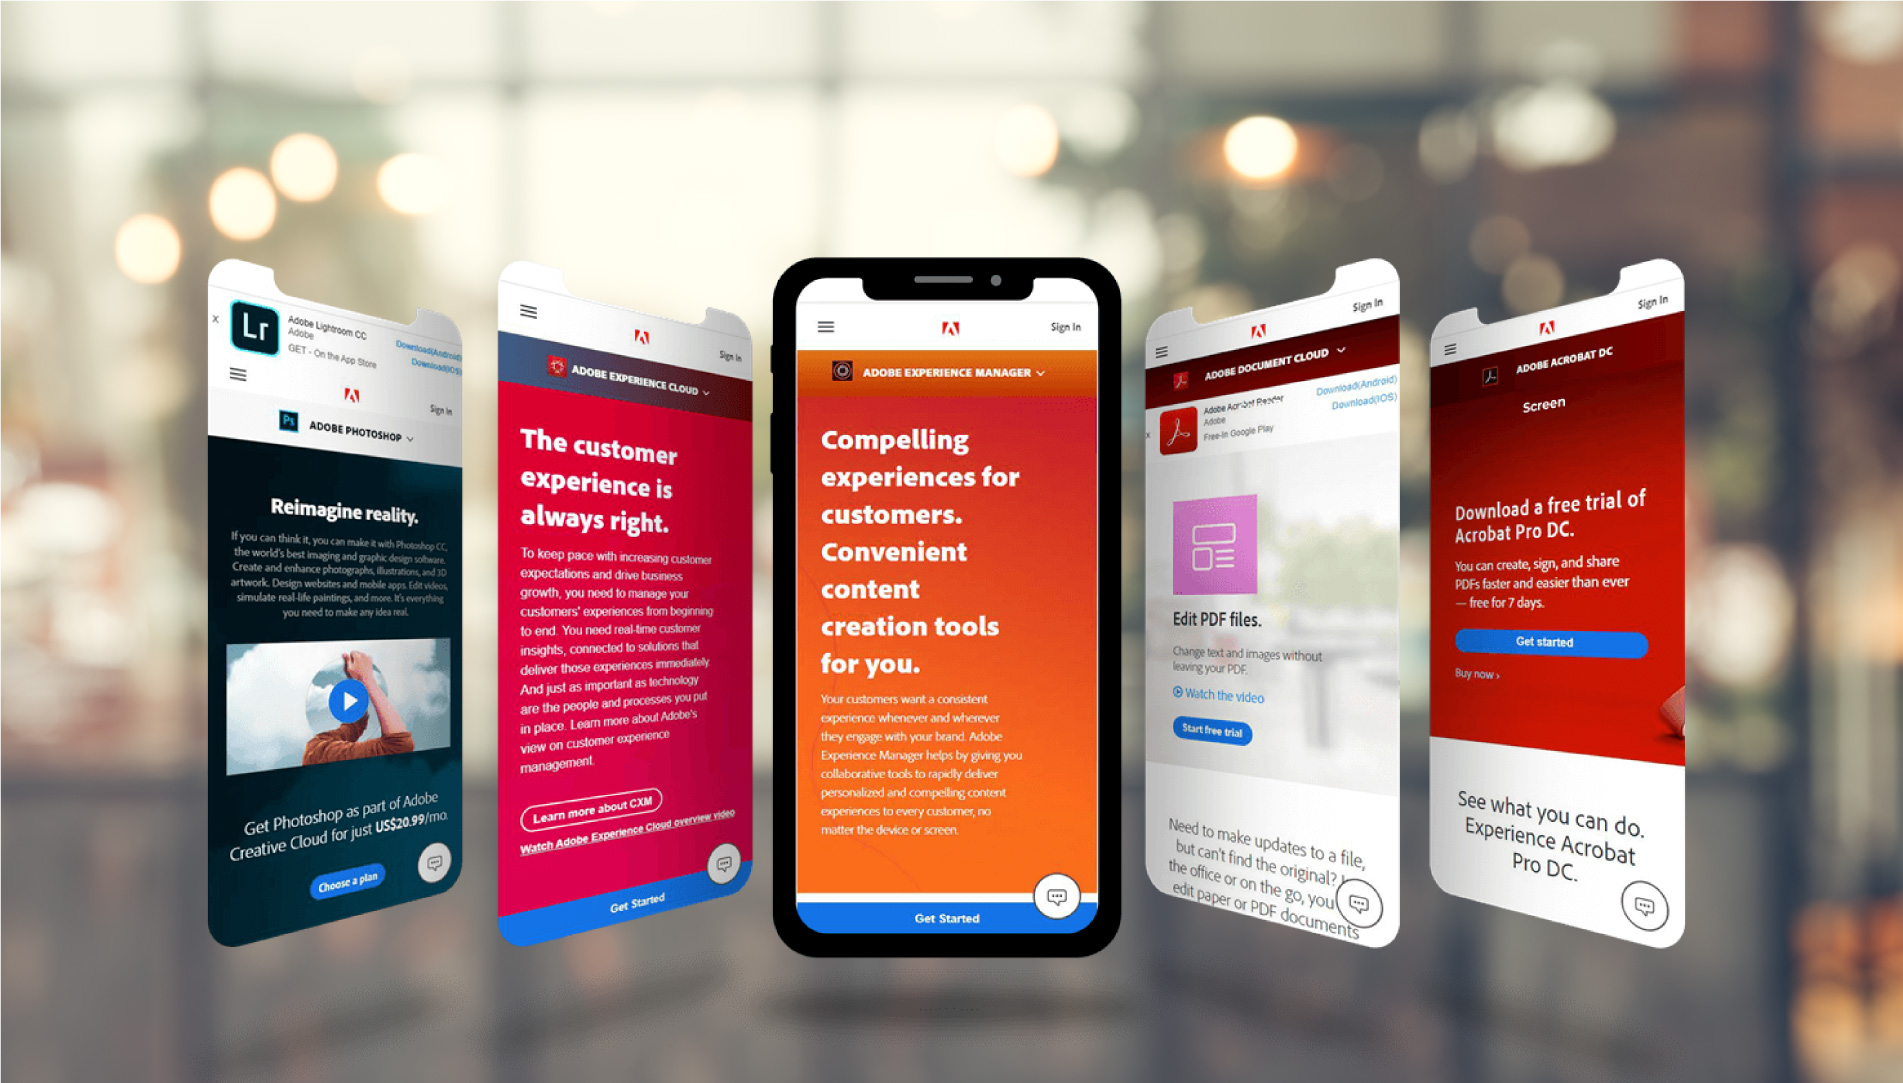 X
Lr
Adobe Lightroom CC
Adobe
GET - On the App Store
Download(Android)
Download(IOS)
Sign In
Ps
ADOBE PHOTOSHOP
Reimagine reality.
If you can think it, you can make it with Photoshop CC,
the world's best imaging and graphic design software.
Create and enhance photographs, illustrations, and 3D
artwork. Design websites and mobile apps. Edit videos,
simulate real-life paintings, and more. It's everything
you need to make any idea real.
Get Photoshop as part of Adobe
Creative Cloud for just US$20.99/mo.
Choose a plan
Sign In
ADOBE EXPERIENCE CLOUD
The customer
experience is
always right.
To keep pace with increasing customer
expectations and drive business
growth, you need to manage your
customers' experiences from beginning
to end. You need real-time customer
insights, connected to solutions that
deliver those experiences immediately.
And just as important as technology
are the people and processes you put
in place. Learn more about Adobe's
view on customer experience
management.
Learn more about CXM
Watch Adobe Experience Cloud overview video
Get Started
Sign In
ADOBE EXPERIENCE MANAGER
Compelling
experiences for
customers.
Convenient
content
creation tools
for you.
Your customers want a consistent
experience whenever and wherever
they engage with your brand. Adobe
Experience Manager helps by giving you
collaborative tools to rapidly deliver
personalized and compelling content
experiences to every customer, no
matter the device or screen.
Get Started
Sign In
ADOBE DOCUMENT CLOUD
X
Adobe Acrobat Reader
Adobe
Free-In Google Play
Download(Android)
Download(IOS)
Edit PDF files.
Change text and images without
leaving your PDF.
Watch the video
Start free trial
Need to make updates to a file,
but can't find the original?
the office or on the go, you
edit paper or PDF documents
Sign In
ADOBE ACROBAT DC
Screen
Download a free trial of
Acrobat Pro DC.
You can create, sign, and share
PDFs faster and easier than ever
— free for 7 days.
Get started
Buy now ›
See what you can do.
Experience Acrobat
Pro DC.